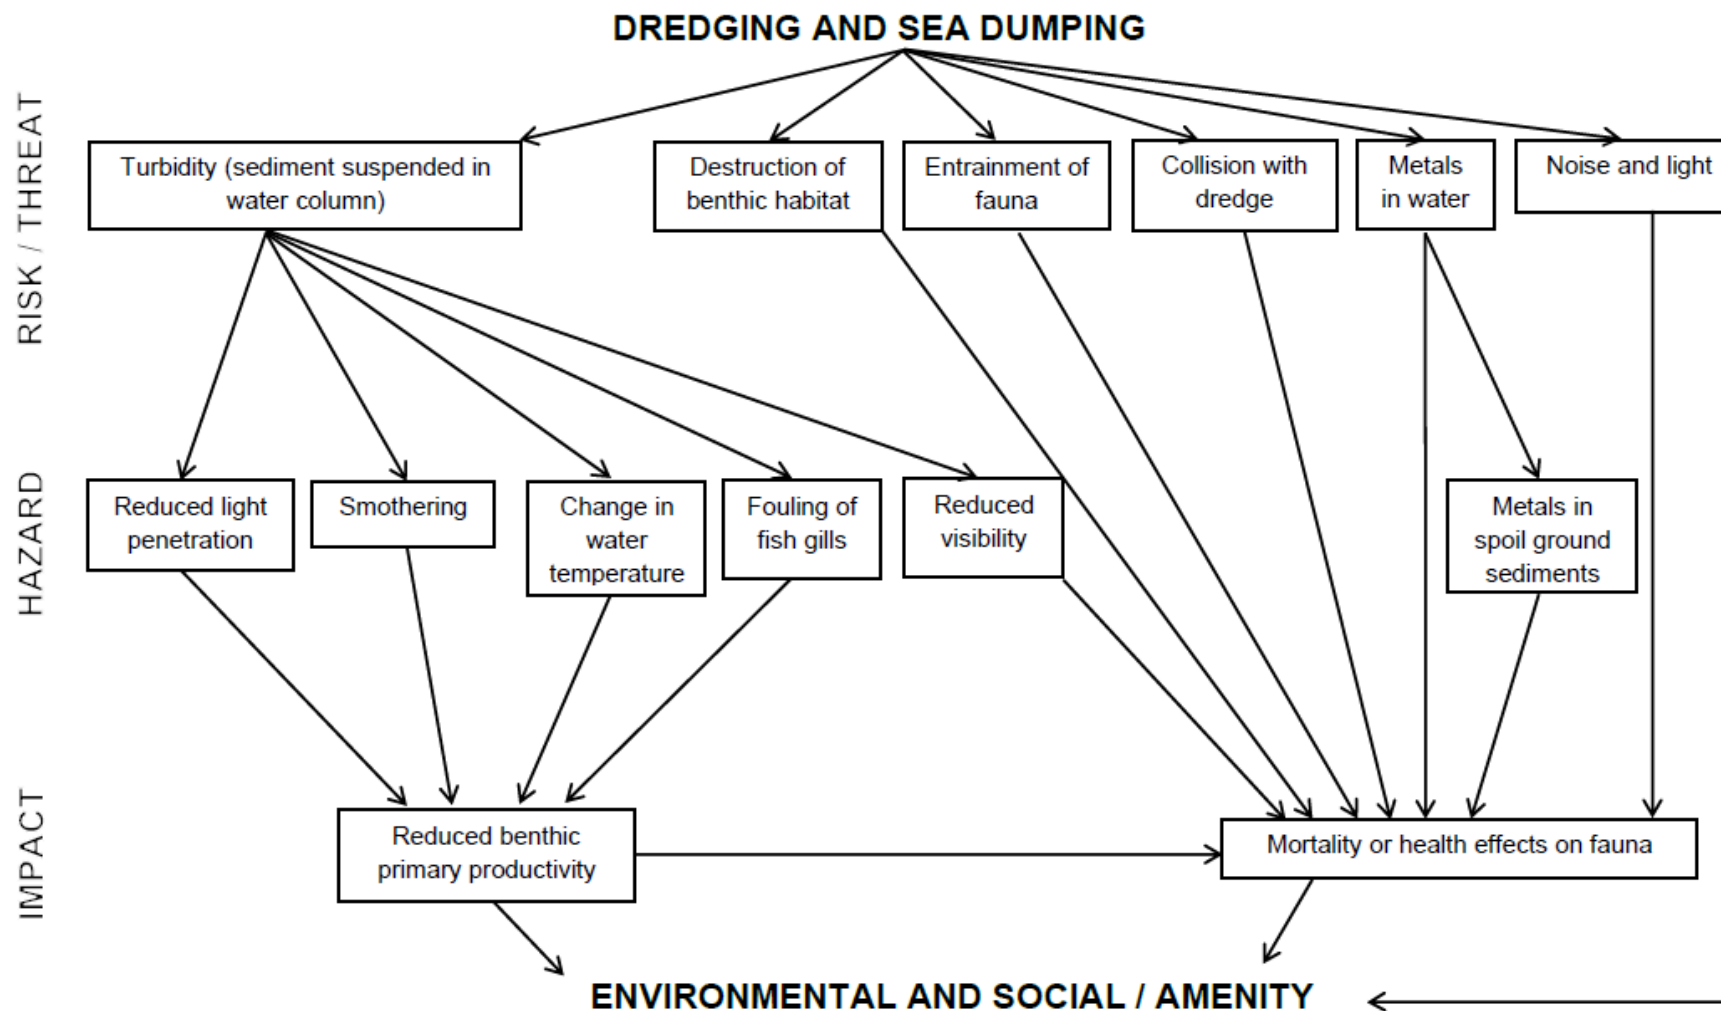 DREDGING AND SEA DUMPING
RISK / THREAT
Turbidity (sediment suspended in
water column)
Destruction of
benthic habitat
Entrainment of
fauna
Collision with
dredge
Metals
in water
Noise and light
HAZARD
Reduced light
penetration
Smothering
Change in
water
temperature
Fouling of
fish gills
Reduced
visibility
Metals in
spoil ground
sediments
IMPACT
Reduced benthic
primary productivity
Mortality or health effects on fauna
ENVIRONMENTAL AND SOCIAL / AMENITY